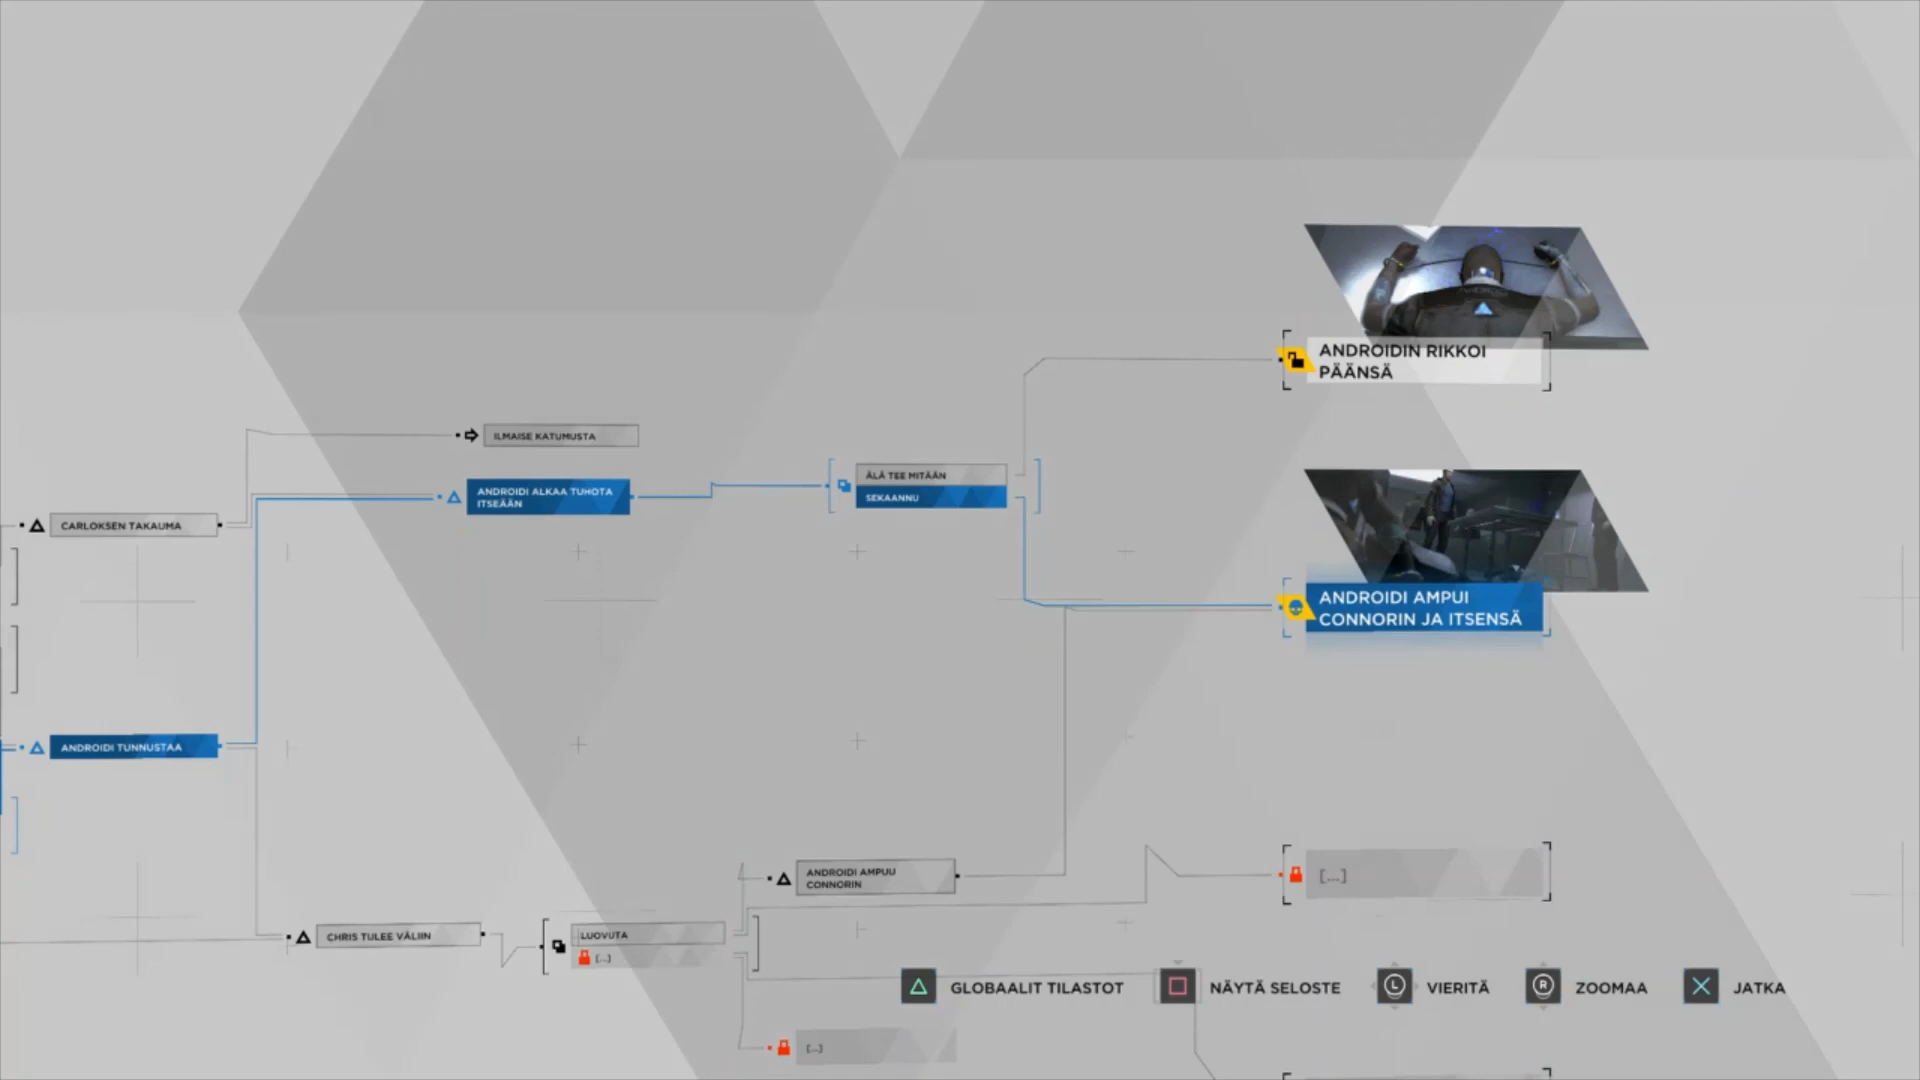 ANDROIDIN RIKKOI
PÄÄNSÄ
ILMAISE KATUMUSTA
ANDROIDI ALKAA TUHOTA
ITSEÄÄN
ÄLÄ TEE MITÄÄN
SEKAANNU
CARLOKSEN TAKAUMA
ANDROIDI AMPUI
CONNORIN JA ITSENSÄ
ANDROIDI TUNNUSTAA
ANDROIDI AMPUU
CONNORIN
[...]
CHRIS TULEE VÄLIIN
LUOVUTA
[...]
GLOBAALIT TILASTOT
NÄYTÄ SELOSTE
L
VIERITÄ
R
ZOOMAA
JATKA
[...]